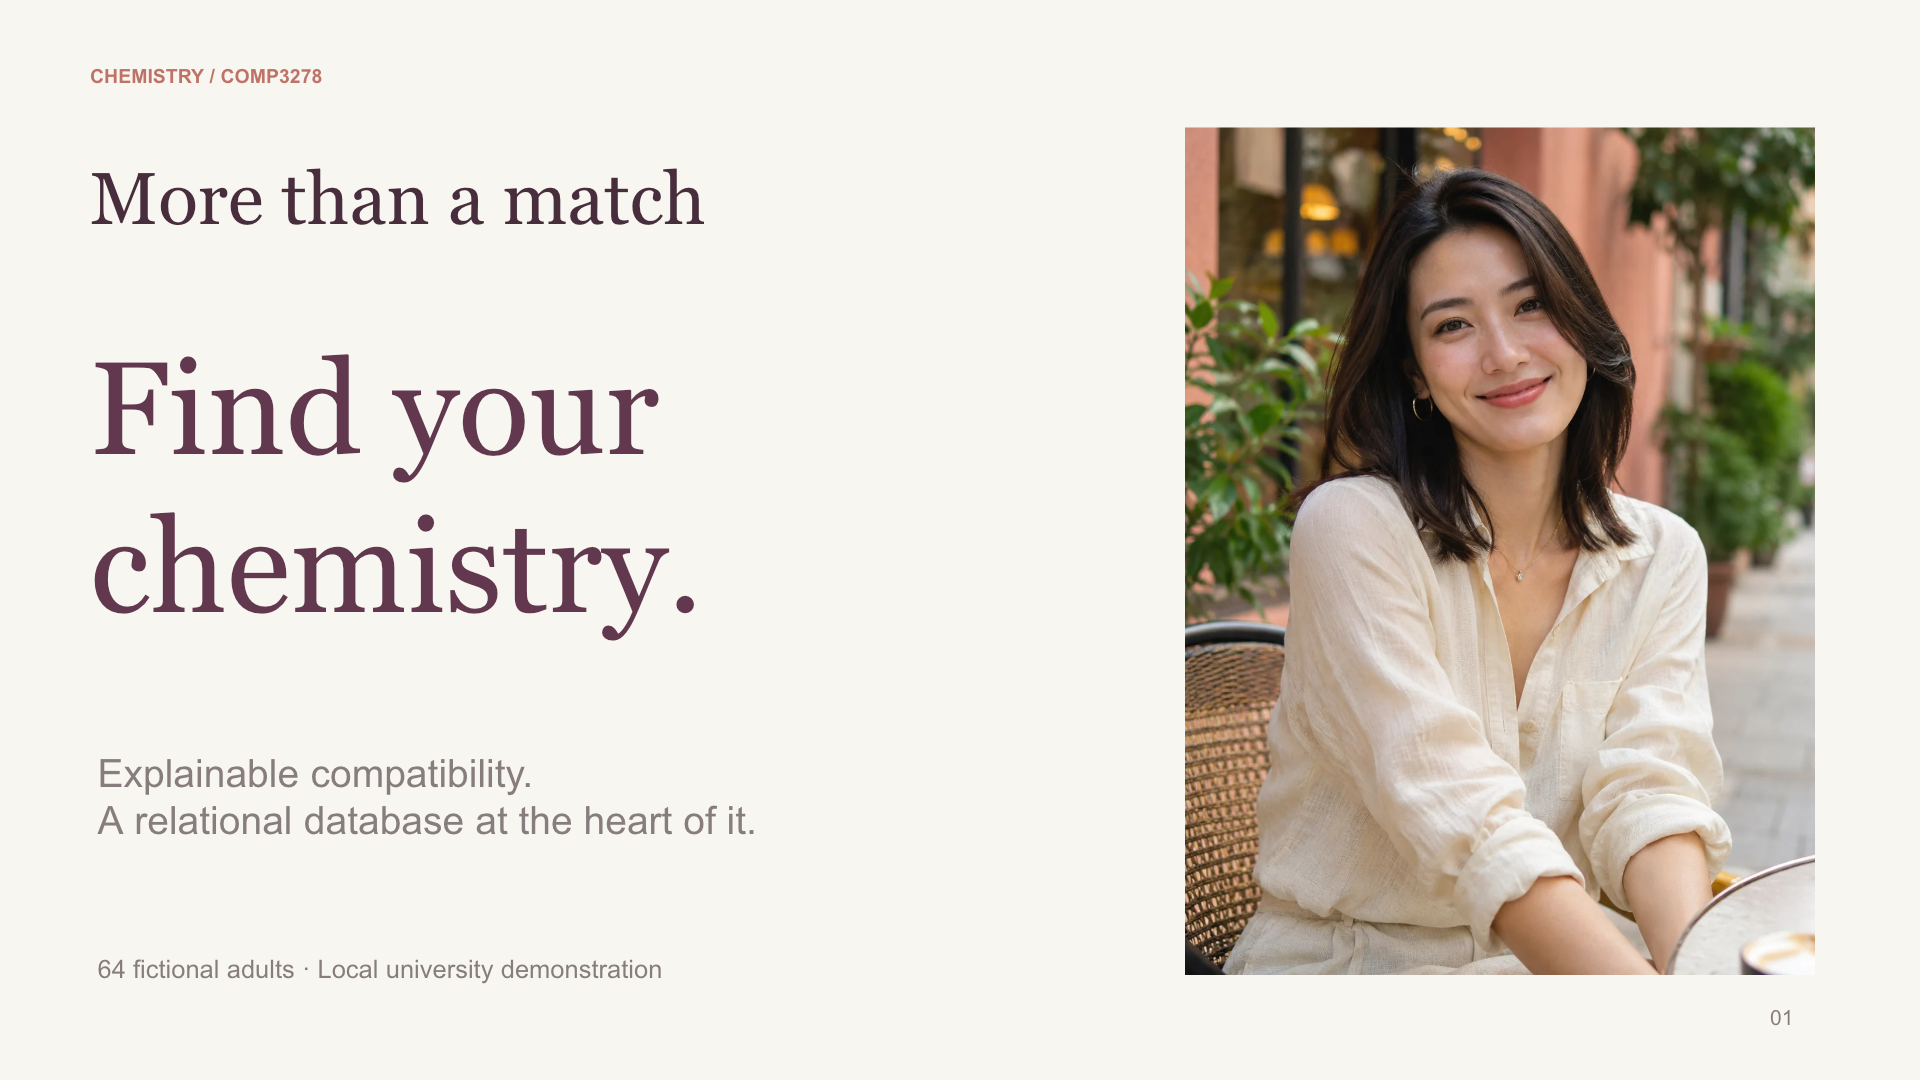 CHEMISTRY / COMP3278
More than a match
Find your
chemistry.
Explainable compatibility.
A relational database at the heart of it.
64 fictional adults · Local university demonstration
01